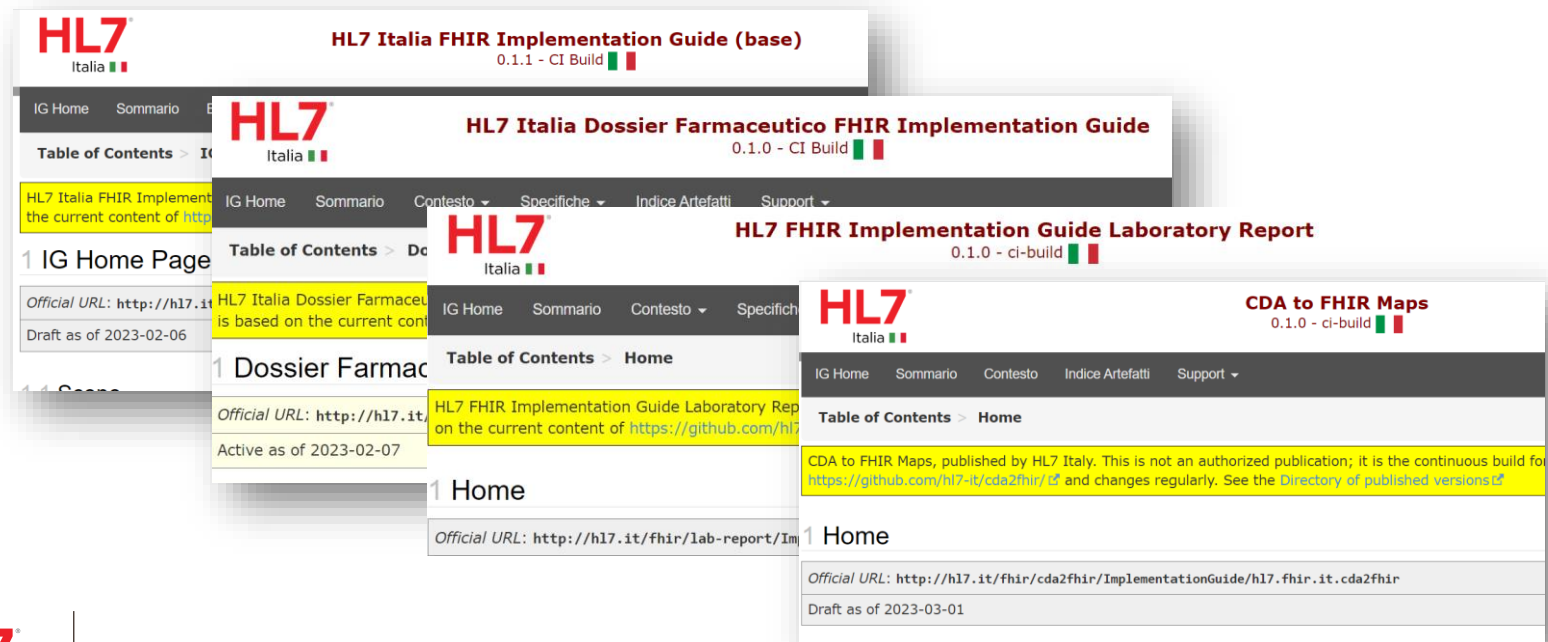 HL7
Italia
HL7 Italia FHIR Implementation Guide (base)
0.1.1 - CI Build
IG Home Sommario
Table of Contents >
HL7 Italia FHIR Implement
the current content of http
1 IG Home Page
Official URL: http://hl7.it
Draft as of 2023-02-06
1.1 Scope
HL7
Italia
HL7 Italia Dossier Farmaceutico FHIR Implementation Guide
0.1.0 - CI Build
IG Home Sommario Contesto Specifiche Indice Artefatti Support
Table of Contents > Do
HL7 Italia Dossier Farmaceu
is based on the current cont
1 Dossier Farmac
Official URL: http://hl7.it/
Active as of 2023-02-07
HL7
Italia
HL7 FHIR Implementation Guide Laboratory Report
0.1.0 - ci-build
IG Home Sommario Contesto Specifich
Table of Contents > Home
HL7 FHIR Implementation Guide Laboratory Rep
on the current content of https://github.com/hl7
1 Home
Official URL: http://hl7.it/fhir/lab-report/Im
HL7
Italia
CDA to FHIR Maps
0.1.0 - ci-build
IG Home Sommario Contesto Indice Artefatti Support
Table of Contents > Home
CDA to FHIR Maps, published by HL7 Italy. This is not an authorized publication; it is the continuous build fo
https://github.com/hl7-it/cda2fhir/ and changes regularly. See the Directory of published versions
1 Home
Official URL: http://hl7.it/fhir/cda2fhir/ImplementationGuide/hl7.fhir.it.cda2fhir
Draft as of 2023-03-01